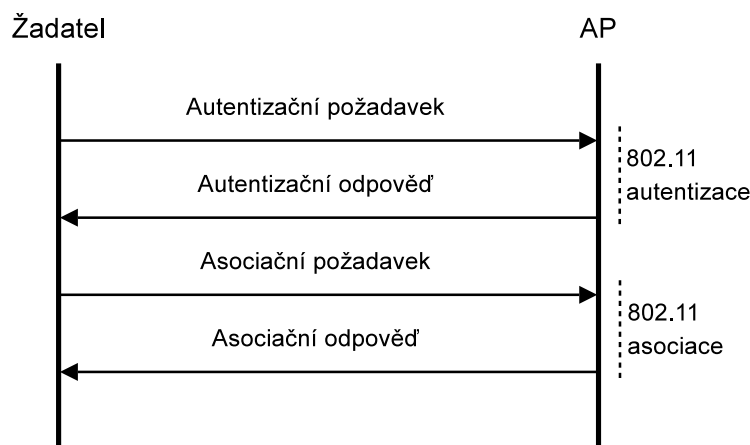 Žadatel
AP
Autentizační požadavek
802.11
autentizace
Autentizační odpověď
Asociační požadavek
802.11
asociace
Asociační odpověď